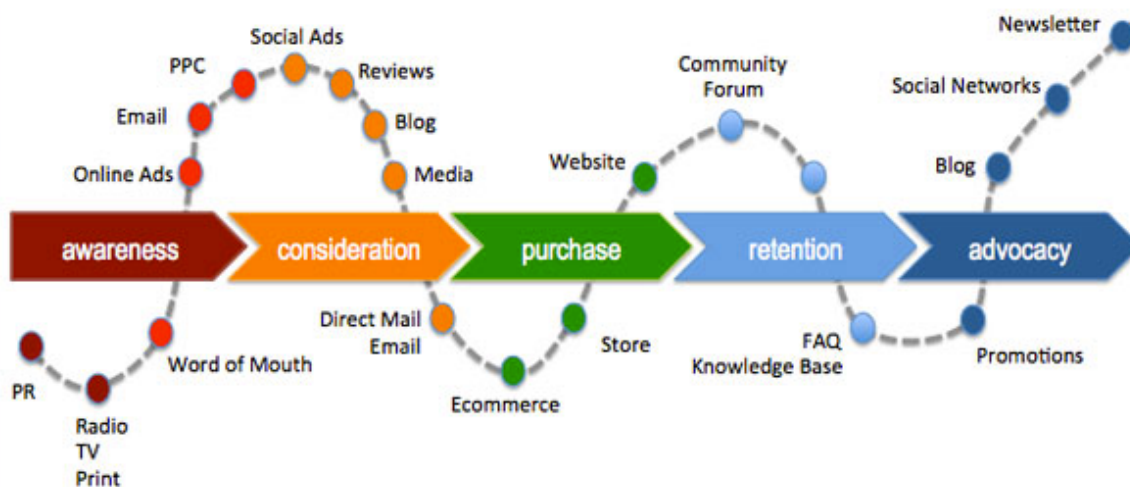 Newsletter
Social Ads
PPC
Reviews
Community
Forum
Social Networks
Email
Blog
Website
Blog
Online Ads
Media
awareness
consideration
purchase
retention
advocacy
Direct Mail
Email
Store
FAQ
Knowledge Base
Promotions
Word of Mouth
PR
Ecommerce
Radio
TV
Print